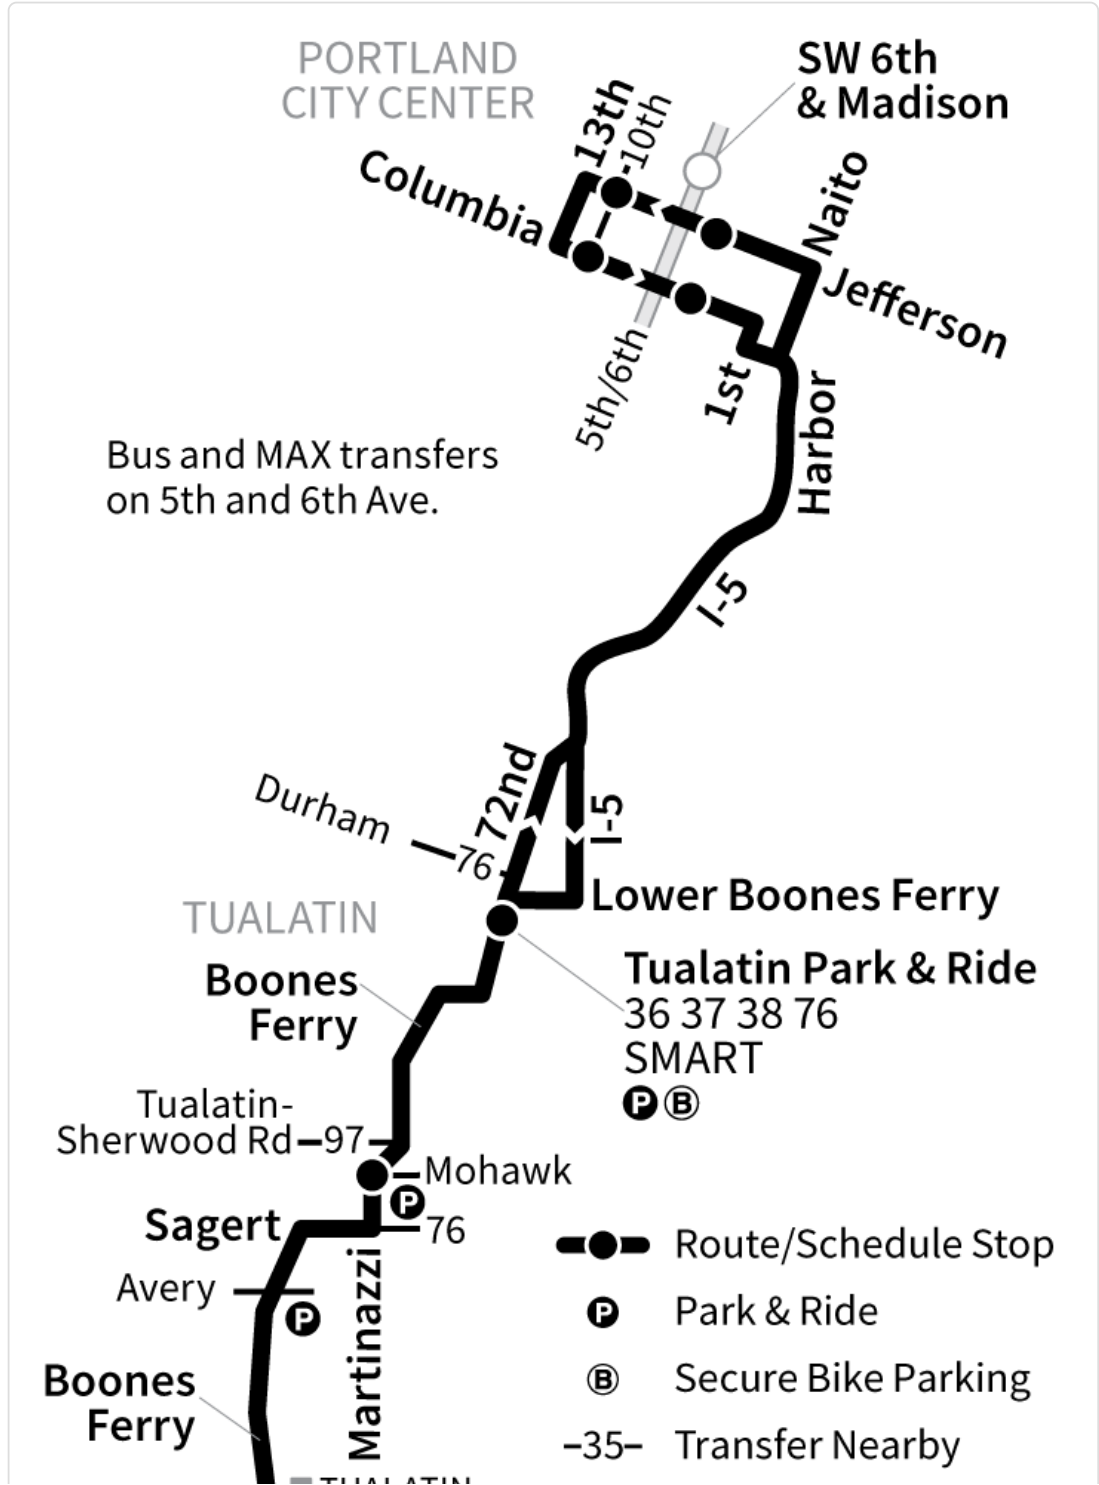 PORTLAND
CITY CENTER
SW 6th
& Madison
13th
10th
Columbia
Naito
Jefferson
5th/6th
1st
Harbor
Bus and MAX transfers
on 5th and 6th Ave.
I-5
72nd
I-5
Durham
76
Lower Boones Ferry
TUALATIN
Boones
Ferry
Tualatin Park & Ride
36 37 38 76
SMART
P B
Tualatin-
Sherwood Rd
97
Mohawk
P
Sagert
76
Avery
P
Martinazzi
Boones
Ferry
Route/Schedule Stop
P Park & Ride
B Secure Bike Parking
–35– Transfer Nearby
TUALATIN